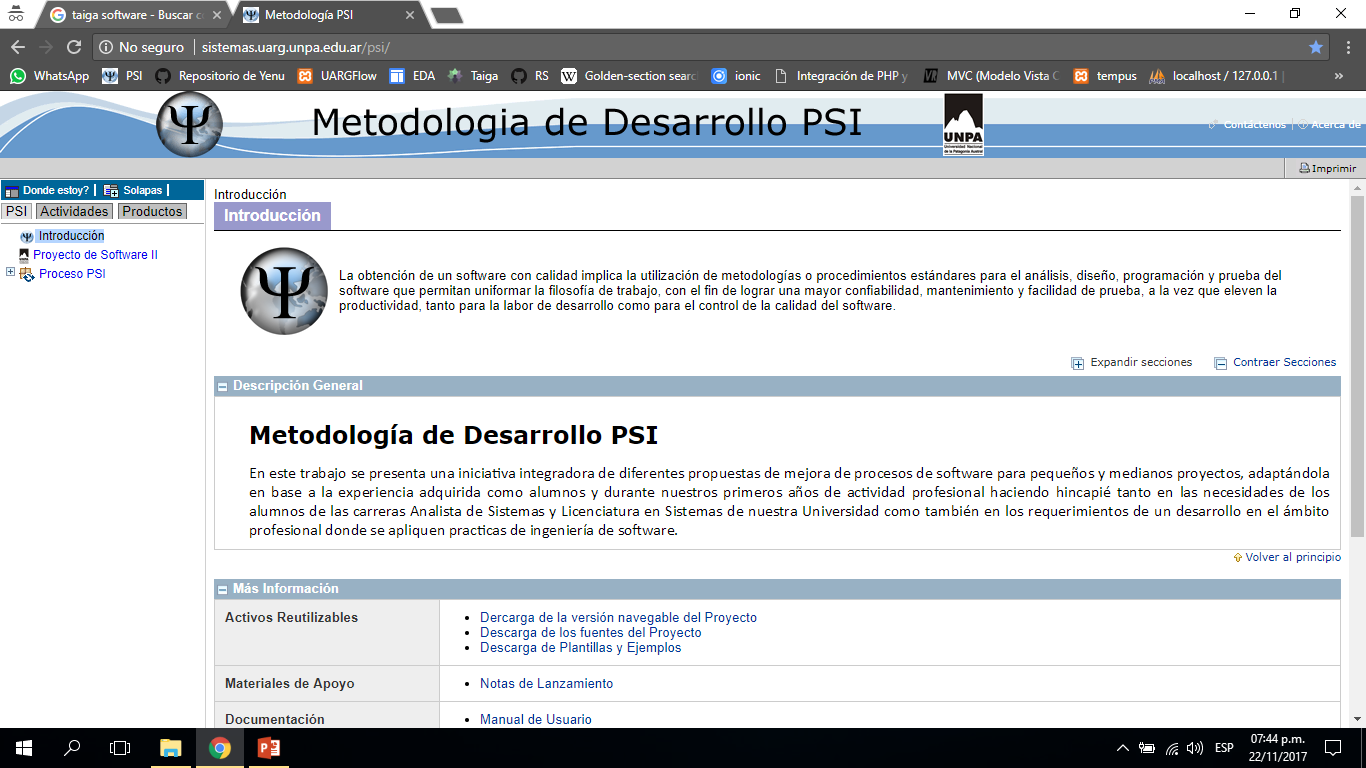 taiga software - Buscar c
Metodología PSI
No seguro
sistemas.uarg.unpa.edu.ar/psi/
WhatsApp
PSI
Repositorio de Yenu
UARGFlow
EDA
Taiga
RS
Golden-section searc
ionic
Integración de PHP y
MVC (Modelo Vista C
tempus
localhost / 127.0.0.1
Metodologia de Desarrollo PSI
UNPA
Universidad Nacional
de la Patagonia Austral
Contáctenos
Acerca de
Imprimir
Donde estoy?
Solapas
PSI
Actividades
Productos
Introducción
Proyecto de Software II
Proceso PSI
Introducción
Introducción
La obtención de un software con calidad implica la utilización de metodologías o procedimientos estándares para el análisis, diseño, programación y prueba del
software que permitan uniformar la filosofía de trabajo, con el fin de lograr una mayor confiabilidad, mantenimiento y facilidad de prueba, a la vez que eleven la
productividad, tanto para la labor de desarrollo como para el control de la calidad del software.
Expandir secciones
Contraer Secciones
Descripción General
Metodología de Desarrollo PSI
En este trabajo se presenta una iniciativa integradora de diferentes propuestas de mejora de procesos de software para pequeños y medianos proyectos, adaptándola
en base a la experiencia adquirida como alumnos y durante nuestros primeros años de actividad profesional haciendo hincapié tanto en las necesidades de los
alumnos de las carreras Analista de Sistemas y Licenciatura en Sistemas de nuestra Universidad como también en los requerimientos de un desarrollo en el ámbito
profesional donde se apliquen practicas de ingeniería de software.
Volver al principio
Más Información
Activos Reutilizables
Dercarga de la versión navegable del Proyecto
Descarga de los fuentes del Proyecto
Descarga de Plantillas y Ejemplos
Materiales de Apoyo
Notas de Lanzamiento
Documentación
Manual de Usuario
ESP
07:44 p.m.
22/11/2017